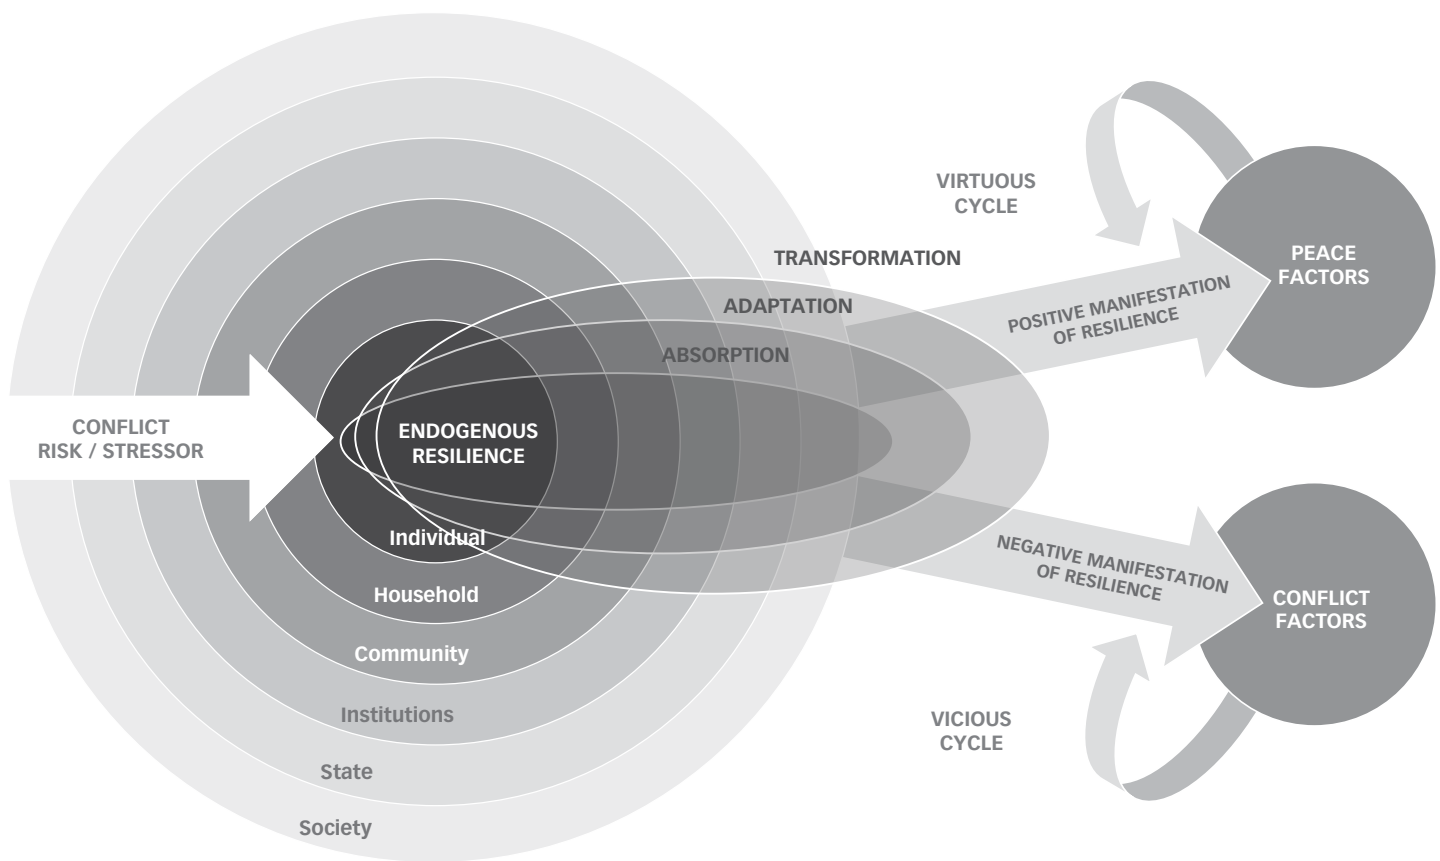 VIRTUOUS
CYCLE
PEACE
FACTORS
TRANSFORMATION
ADAPTATION
ABSORPTION
POSITIVE MANIFESTATION
OF RESILIENCE
CONFLICT
RISK / STRESSOR
ENDOGENOUS
RESILIENCE
Individual
Household
Community
Institutions
State
Society
NEGATIVE MANIFESTATION
OF RESILIENCE
CONFLICT
FACTORS
VICIOUS
CYCLE